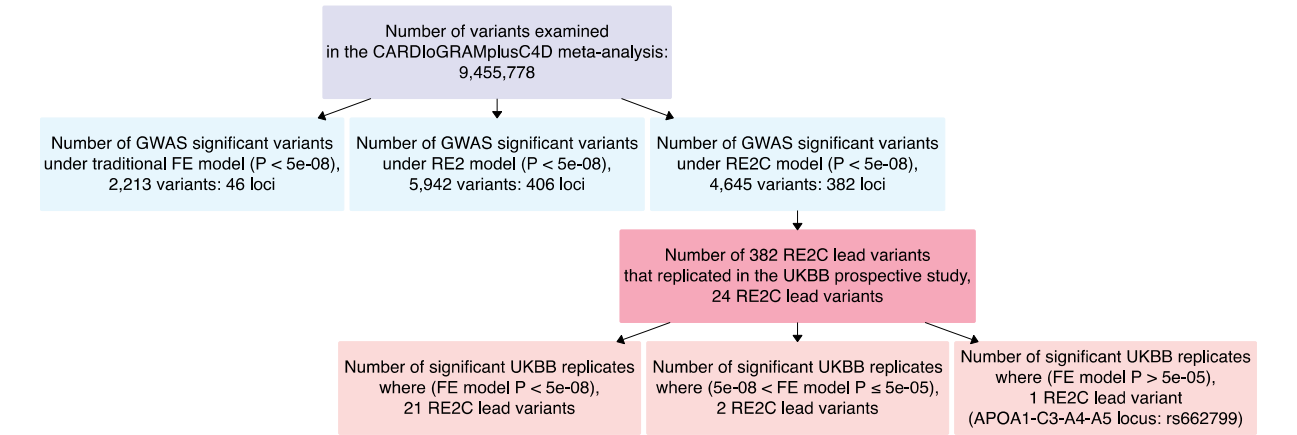 Number of variants examined
in the CARDIoGRAMplusC4D meta-analysis:
9,455,778
Number of GWAS significant variants
under traditional FE model (P < 5e-08),
2,213 variants: 46 loci
Number of GWAS significant variants
under RE2 model (P < 5e-08),
5,942 variants: 406 loci
Number of GWAS significant variants
under RE2C model (P < 5e-08),
4,645 variants: 382 loci
Number of 382 RE2C lead variants
that replicated in the UKBB prospective study,
24 RE2C lead variants
Number of significant UKBB replicates
where (FE model P < 5e-08),
21 RE2C lead variants
Number of significant UKBB replicates
where (5e-08 < FE model P ≤ 5e-05),
2 RE2C lead variants
Number of significant UKBB replicates
where (FE model P > 5e-05),
1 RE2C lead variant
(APOA1-C3-A4-A5 locus: rs662799)